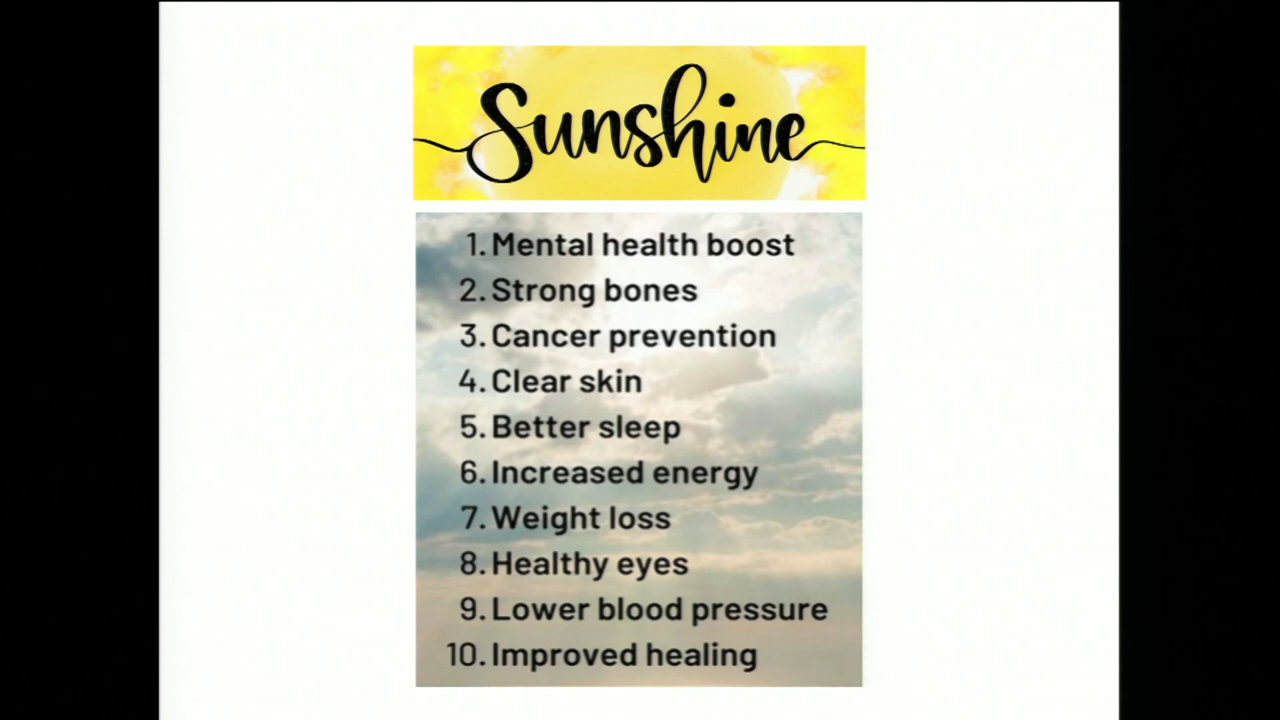 Sunshine
1. Mental health boost
2. Strong bones
3. Cancer prevention
4. Clear skin
5. Better sleep
6. Increased energy
7. Weight loss
8. Healthy eyes
9. Lower blood pressure
10. Improved healing